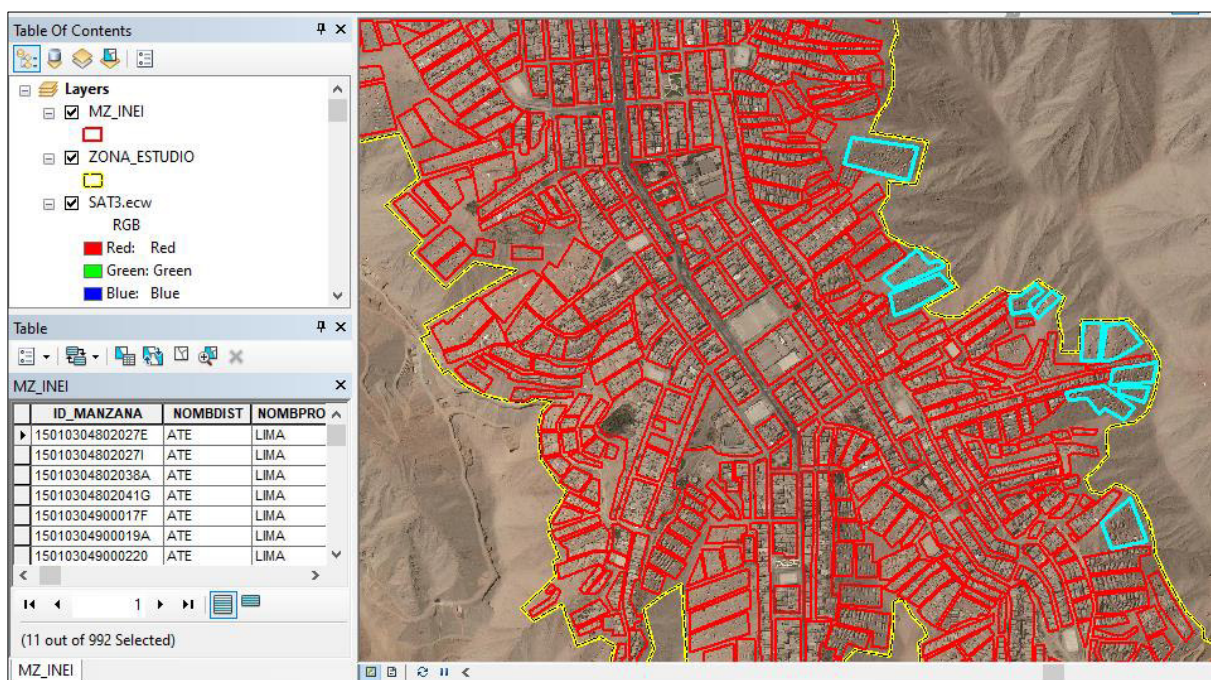 Table Of Contents
Layers
MZ_INEI
ZONA_ESTUDIO
SAT3.ecw
RGB
Red: Red
Green: Green
Blue: Blue
Table
MZ_INEI
ID_MANZANA NOMBDIST NOMBPRO
15010304802027E ATE LIMA
15010304802027I ATE LIMA
15010304802038A ATE LIMA
15010304802041G ATE LIMA
15010304900017F ATE LIMA
15010304900019A ATE LIMA
150103049000220 ATE LIMA
1
(11 out of 992 Selected)
MZ_INEI